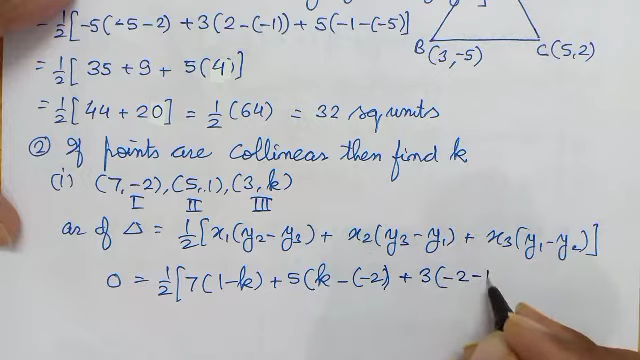 = 1/2 [-5(-5-2) + 3(2-(-1)) + 5(-1-(-5)]
B(3,-5) C(5,2)
= 1/2 [35 + 9 + 5(4)]
= 1/2 [44 + 20] = 1/2 (64) = 32 sq units
② If points are collinear then find k
(i) (7,-2), (5,1), (3,k)
I II III
ar of Δ = 1/2 [x₁(y₂-y₃) + x₂(y₃-y₁) + x₃(y₁-y₂)]
0 = 1/2 [7(1-k) + 5(k-(-2)) + 3(-2-1